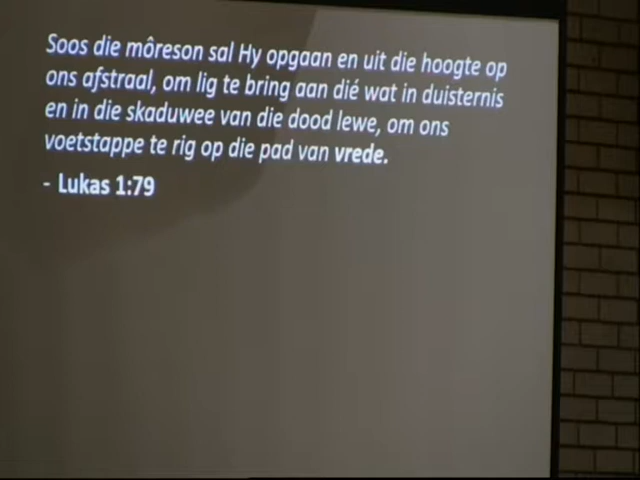 Soos die môreson sal Hy opgaan en uit die hoogte op
ons afstraal, om lig te bring aan dié wat in duisternis
en in die skaduwee van die dood lewe, om ons
voetstappe te rig op die pad van vrede.
- Lukas 1:79